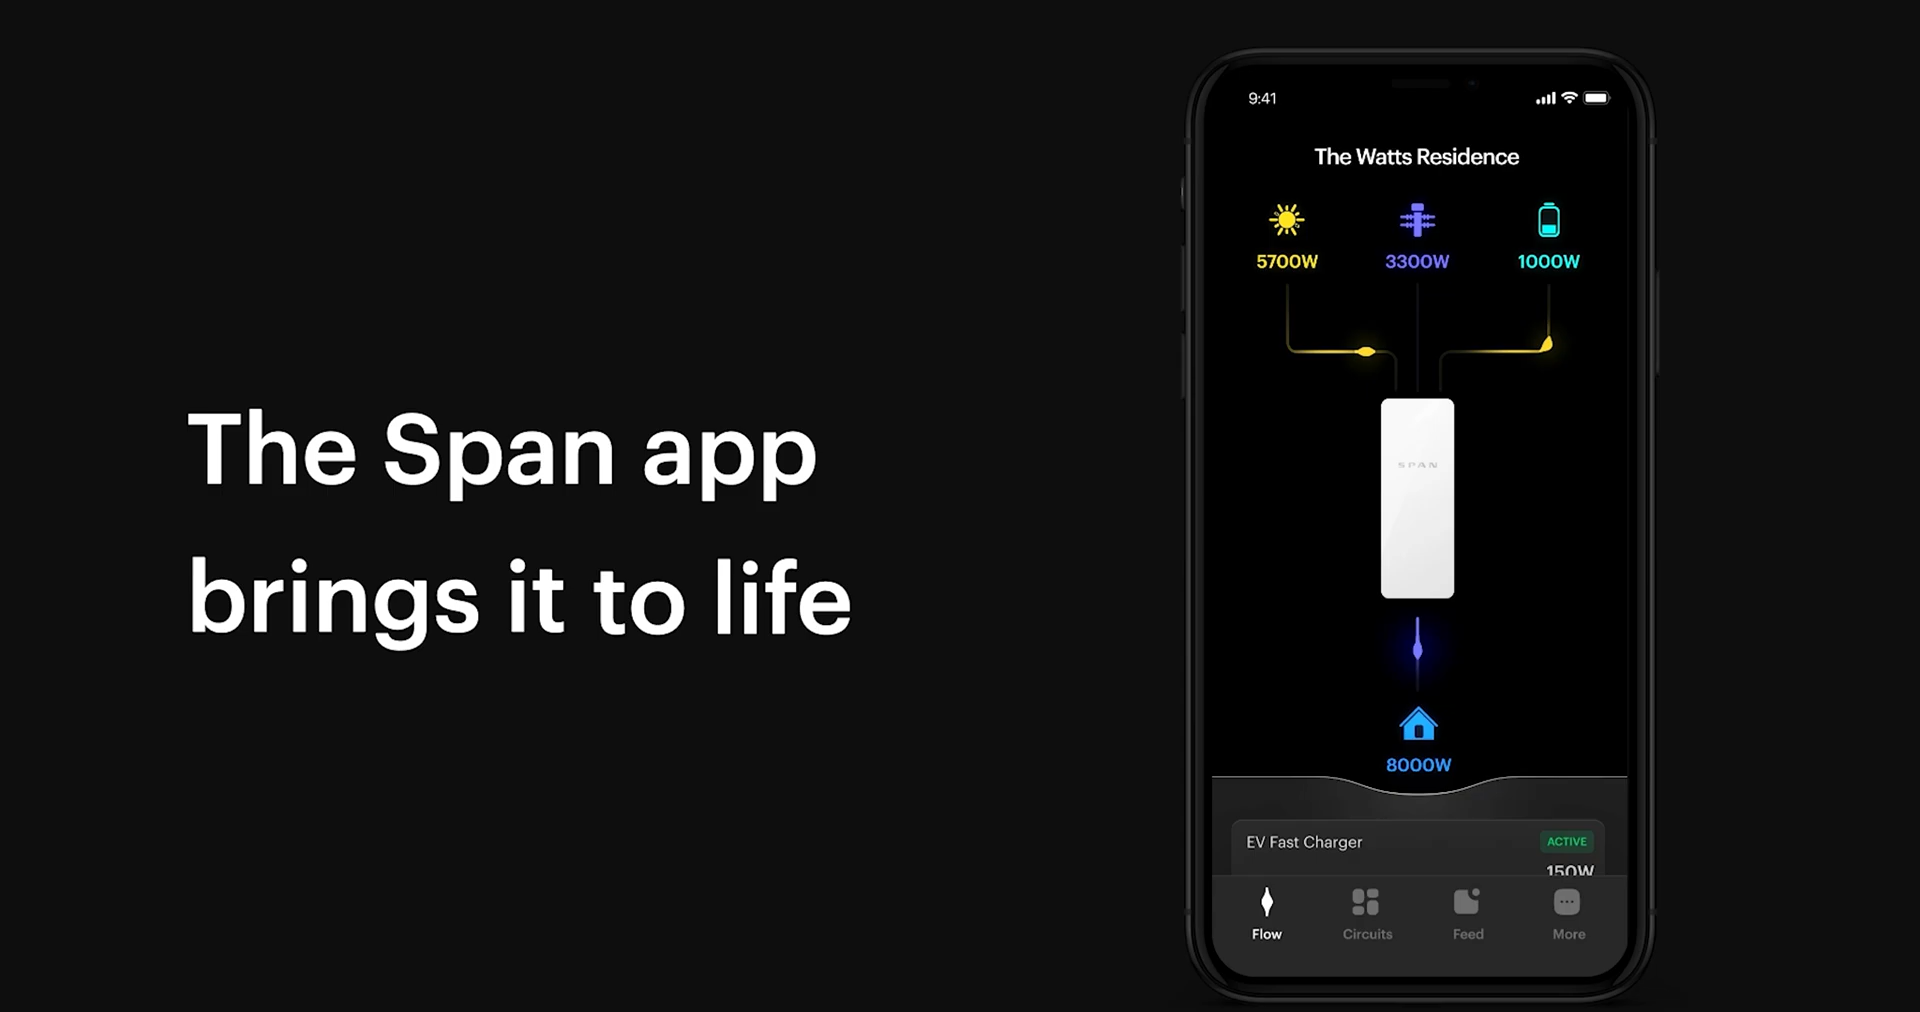 The Span app
brings it to life
9:41
The Watts Residence
5700W 3300W 1000W
SPAN
8000W
EV Fast Charger ACTIVE
150W
Flow Circuits Feed More